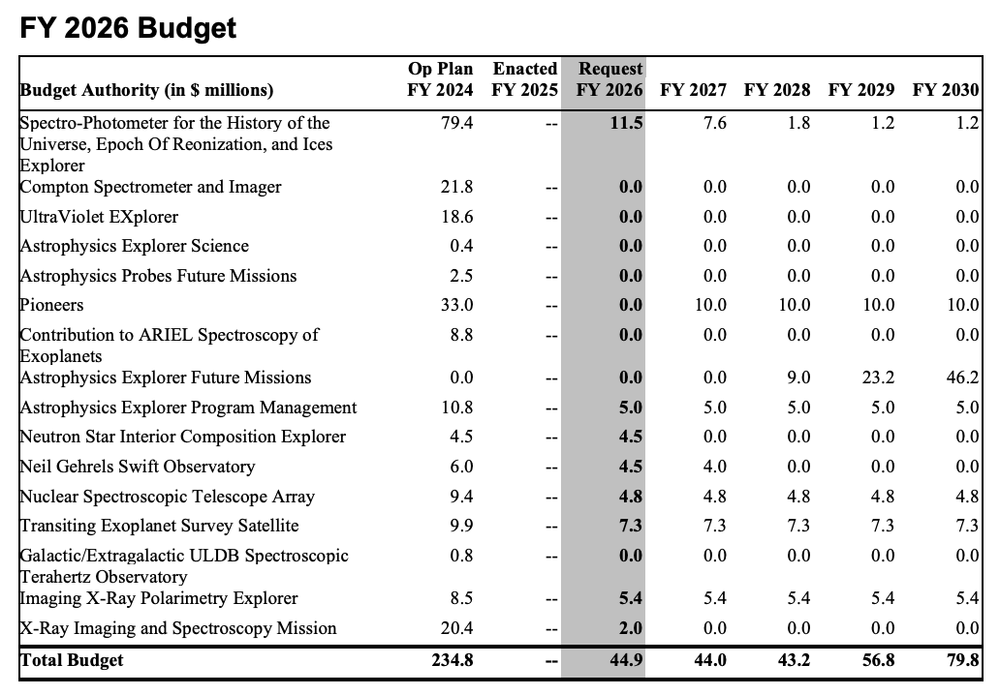 FY 2026 Budget
Op Plan Enacted Request
Budget Authority (in $ millions) FY 2024 FY 2025 FY 2026 FY 2027 FY 2028 FY 2029 FY 2030
Spectro-Photometer for the History of the 79.4 -- 11.5 7.6 1.8 1.2 1.2
Universe, Epoch Of Reonization, and Ices
Explorer
Compton Spectrometer and Imager 21.8 -- 0.0 0.0 0.0 0.0 0.0
UltraViolet EXplorer 18.6 -- 0.0 0.0 0.0 0.0 0.0
Astrophysics Explorer Science 0.4 -- 0.0 0.0 0.0 0.0 0.0
Astrophysics Probes Future Missions 2.5 -- 0.0 0.0 0.0 0.0 0.0
Pioneers 33.0 -- 0.0 10.0 10.0 10.0 10.0
Contribution to ARIEL Spectroscopy of 8.8 -- 0.0 0.0 0.0 0.0 0.0
Exoplanets
Astrophysics Explorer Future Missions 0.0 -- 0.0 0.0 9.0 23.2 46.2
Astrophysics Explorer Program Management 10.8 -- 5.0 5.0 5.0 5.0 5.0
Neutron Star Interior Composition Explorer 4.5 -- 4.5 0.0 0.0 0.0 0.0
Neil Gehrels Swift Observatory 6.0 -- 4.5 4.0 0.0 0.0 0.0
Nuclear Spectroscopic Telescope Array 9.4 -- 4.8 4.8 4.8 4.8 4.8
Transiting Exoplanet Survey Satellite 9.9 -- 7.3 7.3 7.3 7.3 7.3
Galactic/Extragalactic ULDB Spectroscopic 0.8 -- 0.0 0.0 0.0 0.0 0.0
Terahertz Observatory
Imaging X-Ray Polarimetry Explorer 8.5 -- 5.4 5.4 5.4 5.4 5.4
X-Ray Imaging and Spectroscopy Mission 20.4 -- 2.0 0.0 0.0 0.0 0.0
Total Budget 234.8 -- 44.9 44.0 43.2 56.8 79.8